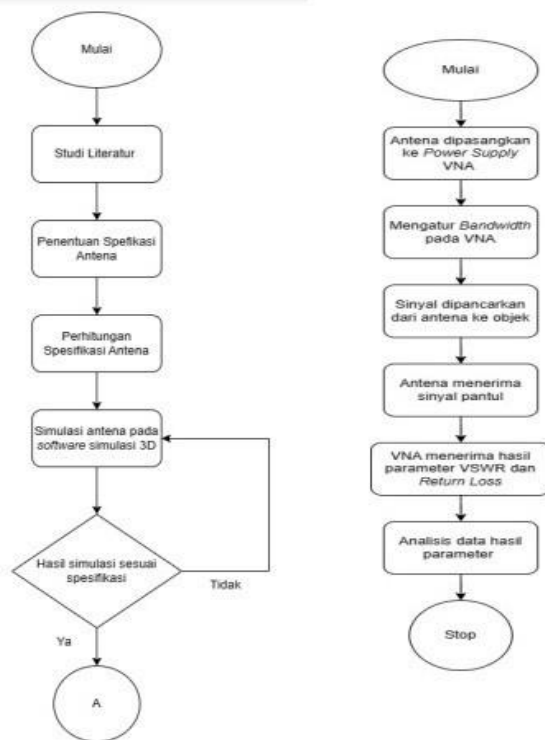 Mulai
Studi Literatur
Penentuan Spefikasi
Antena
Perhitungan
Spesifikasi Antena
Simulasi antena pada
software simulasi 3D
Hasil simulasi sesuai
spesifikasi
Tidak
Ya
A
Mulai
Antena dipasangkan
ke Power Supply
VNA
Mengatur Bandwidth
pada VNA
Sinyal dipancarkan
dari antena ke objek
Antena menerima
sinyal pantul
VNA menerima hasil
parameter VSWR dan
Return Loss
Analisis data hasil
parameter
Stop